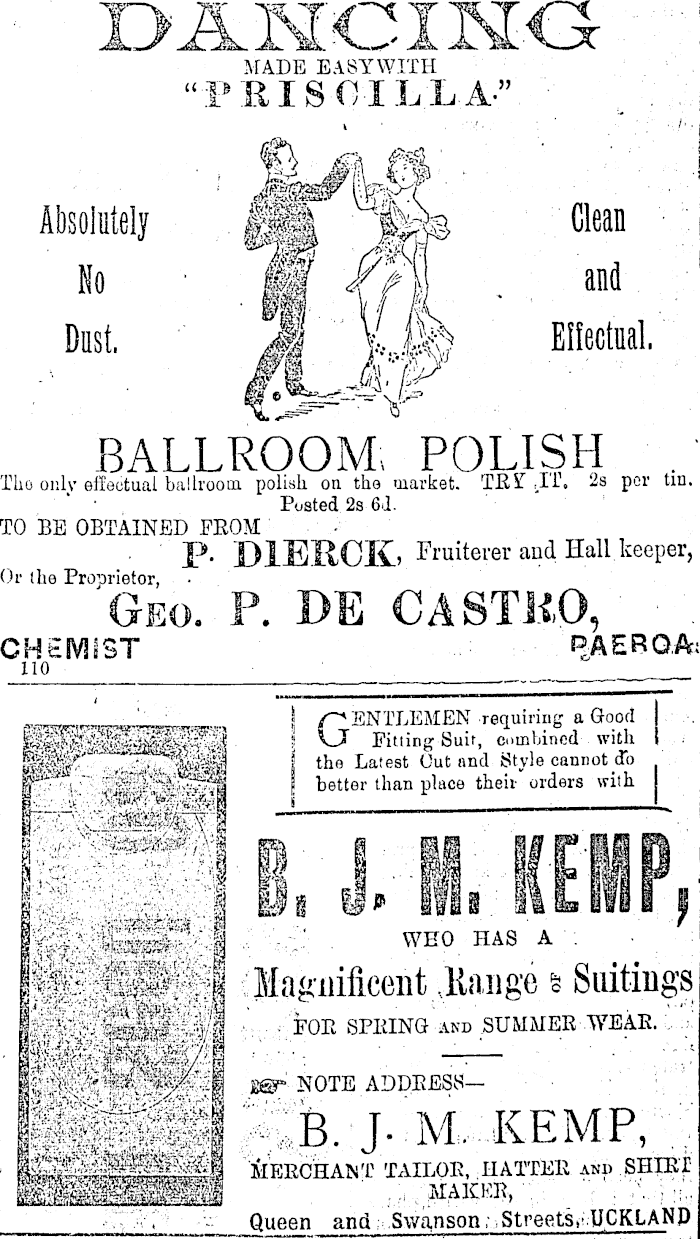 DANCING
MADE EASY WITH
"PRISCILLA."
Absolutely
No
Dust.
Clean
and
Effectual.
BALLROOM POLISH
The only effectual ballroom polish on the market. TRY IT. 2s per tin.
Posted 2s 6d.
TO BE OBTAINED FROM
P. DIERCK, Fruiterer and Hall keeper,
Or the Proprietor,
GEO. P. DE CASTRO,
CHEMIST PAEROA.
110
GENTLEMEN requiring a Good
Fitting Suit, combined with
the Latest Cut and Style cannot do
better than place their orders with
B. J. M. KEMP,
WHO HAS A
Magnificent Range of Suitings
FOR SPRING AND SUMMER WEAR.
NOTE ADDRESS—
B. J. M. KEMP,
MERCHANT TAILOR, HATTER AND SHIRT
MAKER,
Queen and Swanson Streets, UCKLAND